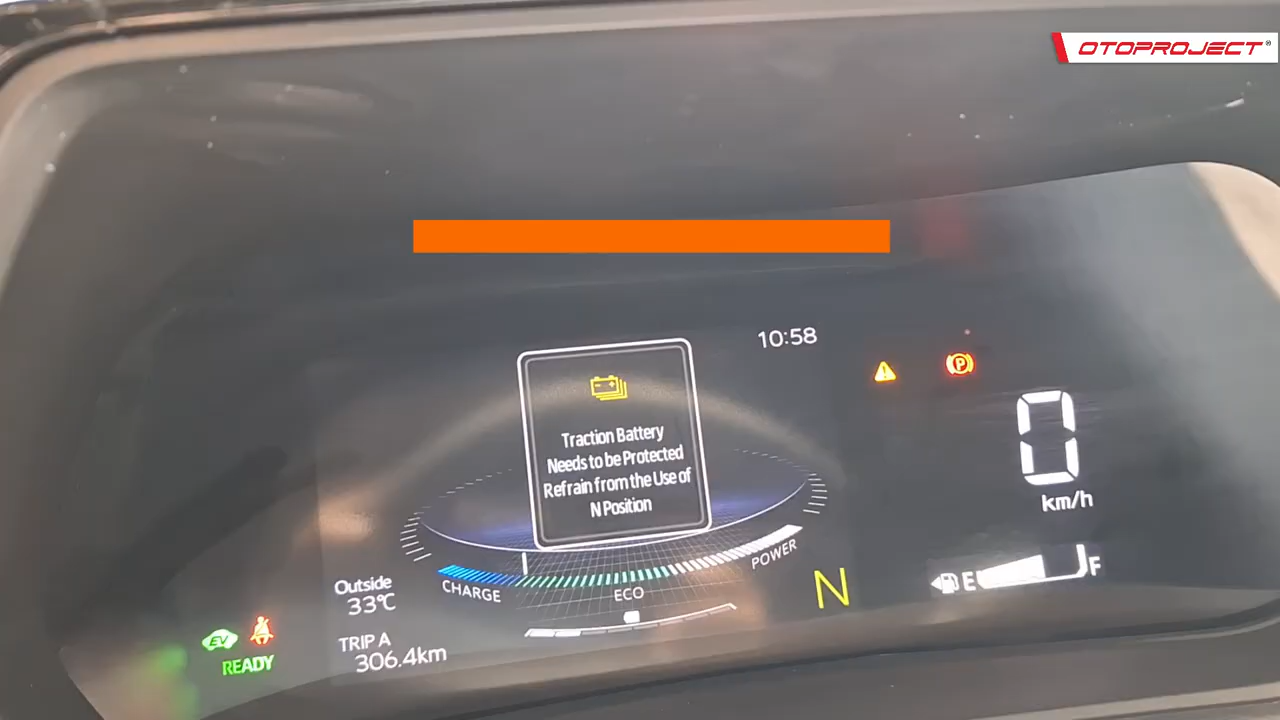 OTOPROJECT®
10:58
Traction Battery
Needs to be Protected
Refrain from the Use of
N Position
0
km/h
CHARGE
ECO
POWER
N
E
F
Outside
33℃
EV
READY
TRIP A
306.4km
P